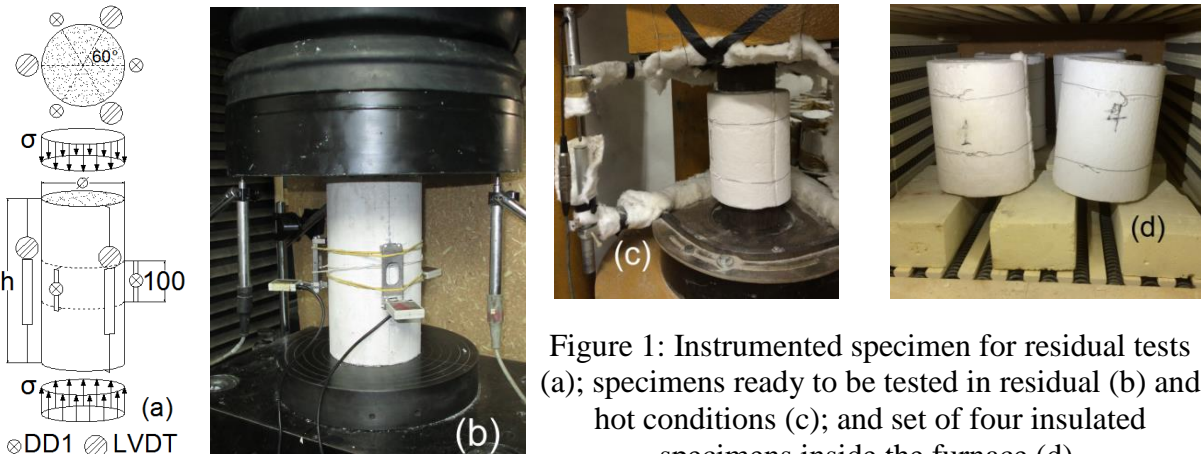 60°
σ
Ø
h
100
σ
(a)
DD1 LVDT
(b)
(c)
(d)
Figure 1: Instrumented specimen for residual tests
(a); specimens ready to be tested in residual (b) and
hot conditions (c); and set of four insulated
specimens inside the furnace (d)